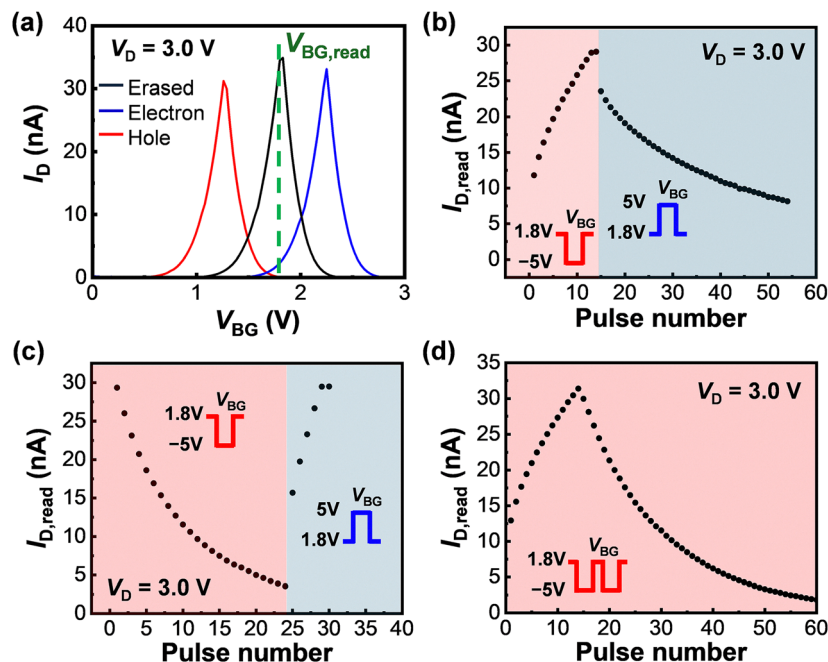 (a)
V_D = 3.0 V
V_BG,read
Erased
Electron
Hole
I_D (nA)
40
30
20
10
0
0 1 2 3
V_BG (V)
(b)
V_D = 3.0 V
I_D,read (nA)
30
25
20
15
10
5
0
V_BG
1.8V
−5V
V_BG
5V
1.8V
0 10 20 30 40 50 60
Pulse number
(c)
I_D,read (nA)
30
25
20
15
10
5
0
V_BG
1.8V
−5V
V_BG
5V
1.8V
V_D = 3.0 V
0 5 10 15 20 25 30 35 40
Pulse number
(d)
V_D = 3.0 V
I_D,read (nA)
35
30
25
20
15
10
5
0
V_BG
1.8V
−5V
0 10 20 30 40 50 60
Pulse number